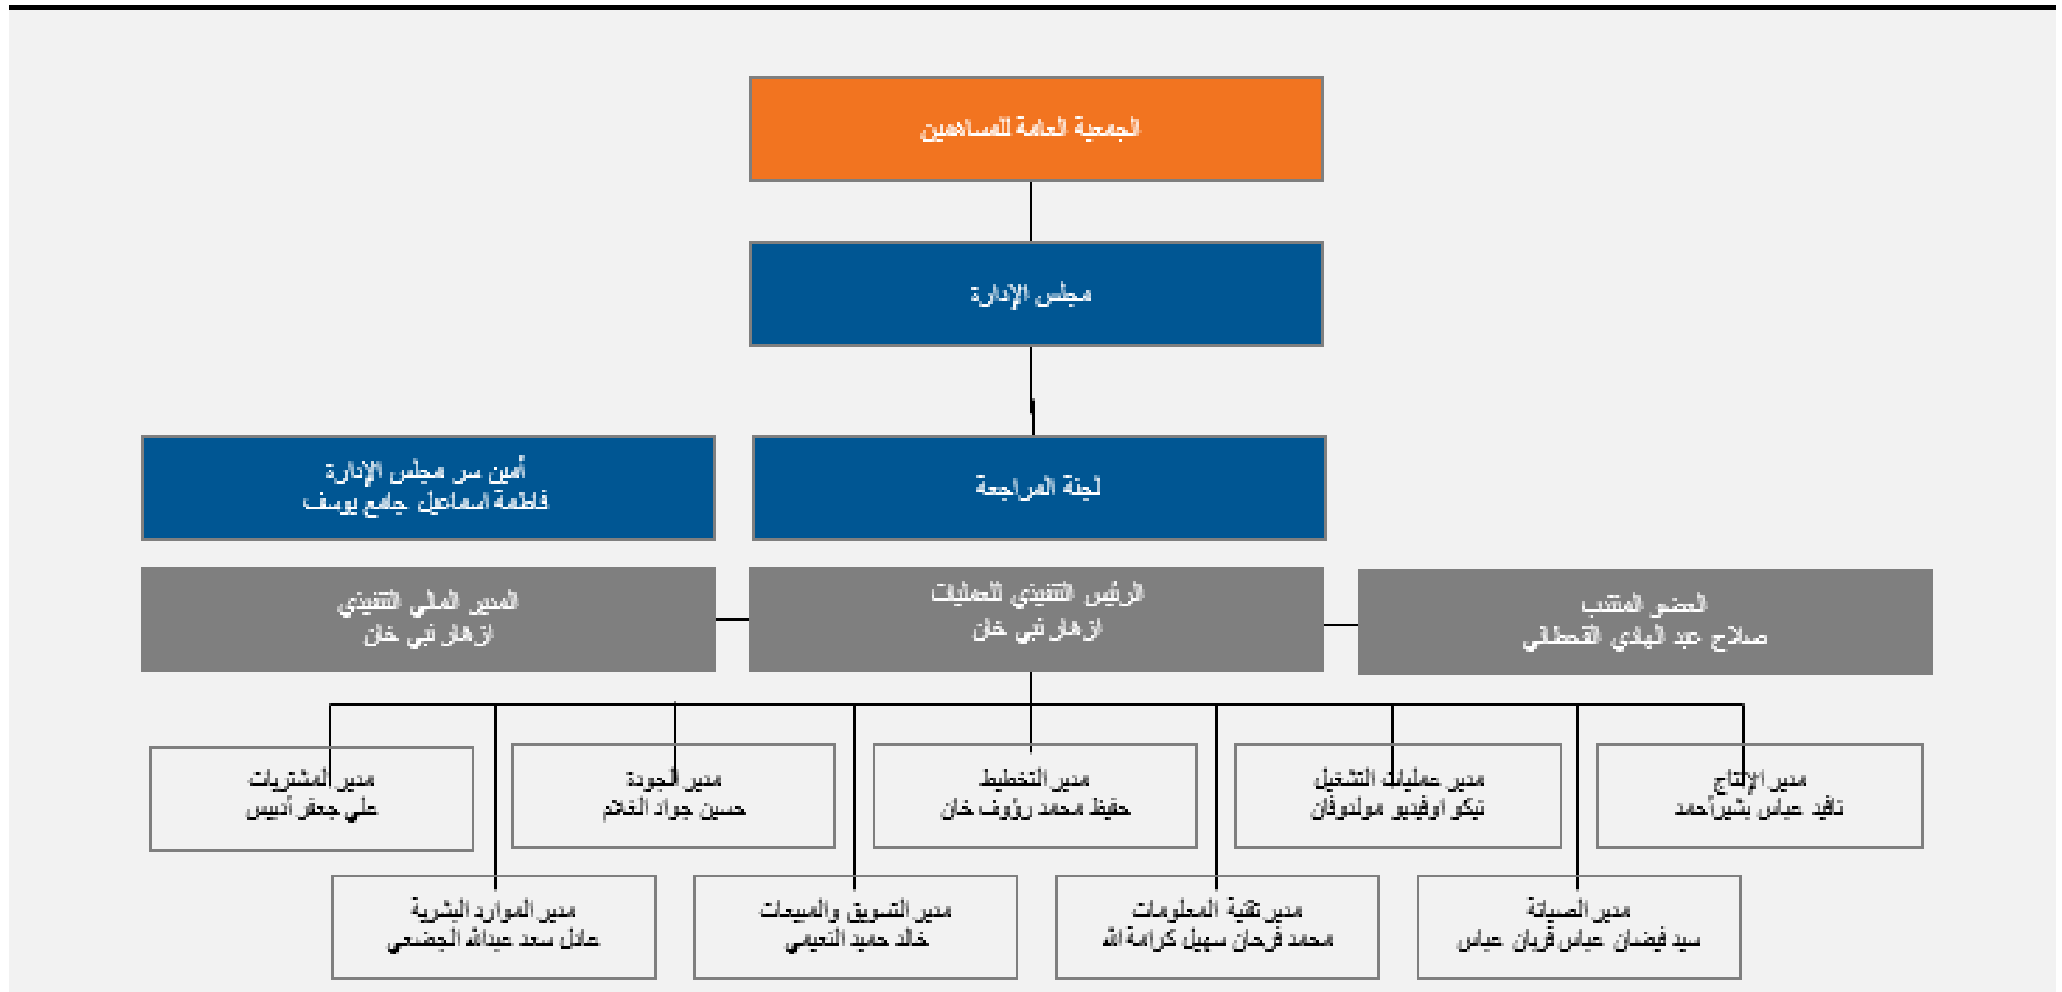 الجمعية العامة للمساهمين
مجلس الإدارة
لجنة المراجعة
أمين سر مجلس الإدارة
فاطمة اسماعيل جامع يوسف
العضو المنتدب
صلاح عبد الهادي القحطاني
الرئيس التنفيذي للعمليات
ازهار نبي خان
المدير المالي التنفيذي
ازهار نبي خان
مدير الإنتاج
نافيد عباس بشيرأحمد
مدير عمليات التشغيل
نيكو اوفيديو مولدوفان
مدير التخطيط
حفيظ محمد رؤوف خان
مدير الجودة
حسين جواد الغلام
مدير المشتريات
علي جعفر أدبيس
مدير الصيانة
سيد فيضان عباس قربان عباس
مدير تقنية المعلومات
محمد فرحان سهيل كرامة الله
مدير التسويق والمبيعات
خالد حميد النعيمي
مدير الموارد البشرية
عادل سعد عبدالله الجضعي